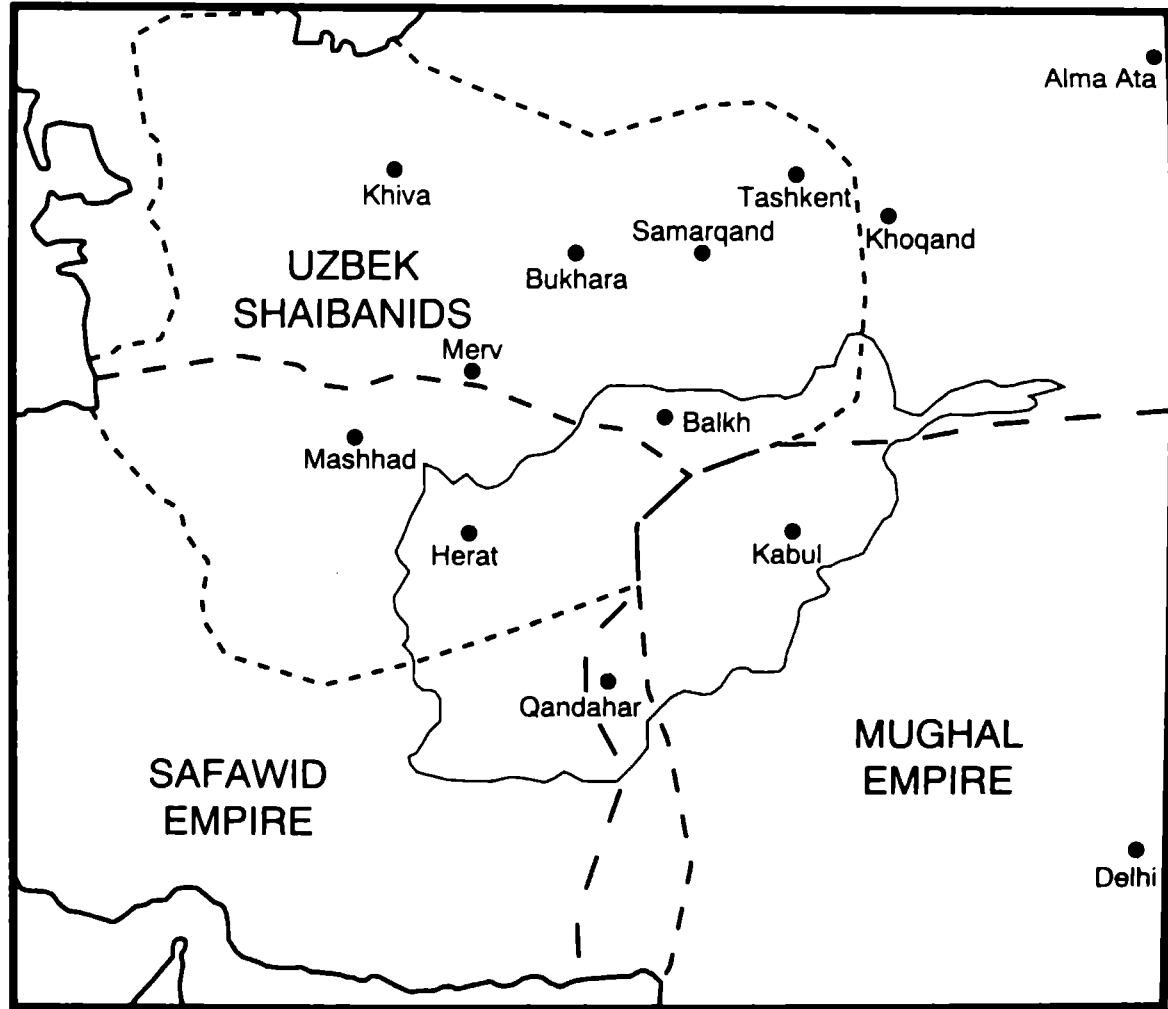 Alma Ata
Khiva
Tashkent
Khoqand
Samarqand
Bukhara
UZBEK
SHAIBANIDS
Merv
Balkh
Mashhad
Herat
Kabul
Qandahar
SAFAWID
EMPIRE
MUGHAL
EMPIRE
Delhi